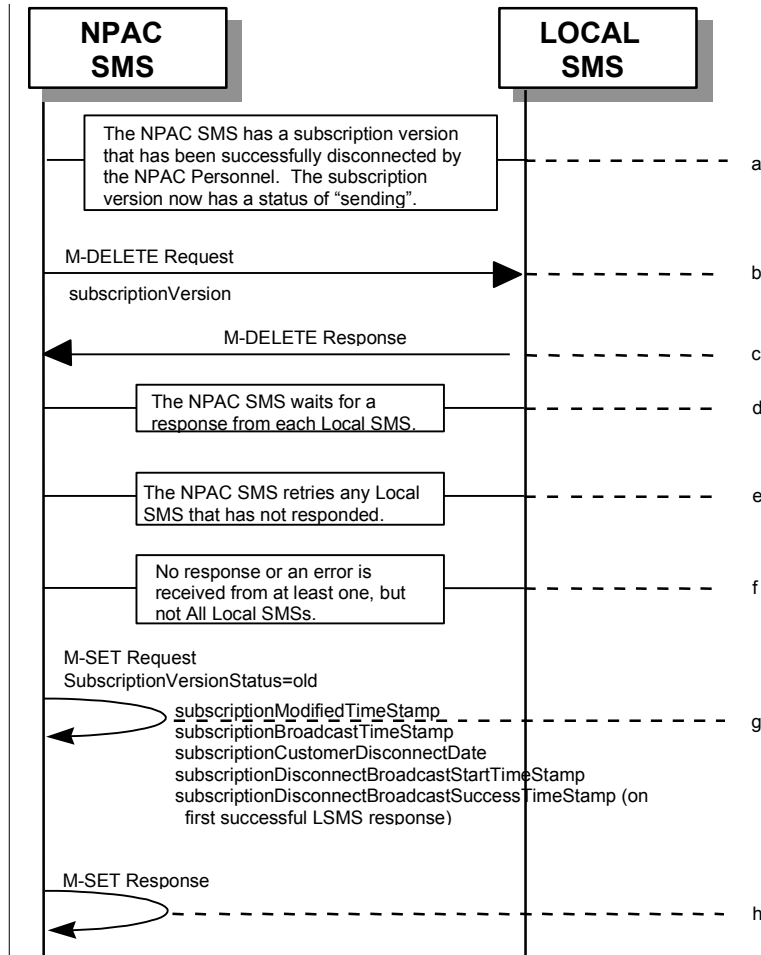 NPAC
SMS
LOCAL
SMS
The NPAC SMS has a subscription version
that has been successfully disconnected by
the NPAC Personnel. The subscription
version now has a status of “sending”.
a
M-DELETE Request
b
subscriptionVersion
M-DELETE Response
c
The NPAC SMS waits for a
response from each Local SMS.
d
The NPAC SMS retries any Local
SMS that has not responded.
e
No response or an error is
received from at least one, but
not All Local SMSs.
f
M-SET Request
SubscriptionVersionStatus=old
subscriptionModifiedTimeStamp
g
subscriptionBroadcastTimeStamp
subscriptionCustomerDisconnectDate
subscriptionDisconnectBroadcastStartTimeStamp
subscriptionDisconnectBroadcastSuccessTimeStamp (on
first successful LSMS response)
M-SET Response
h